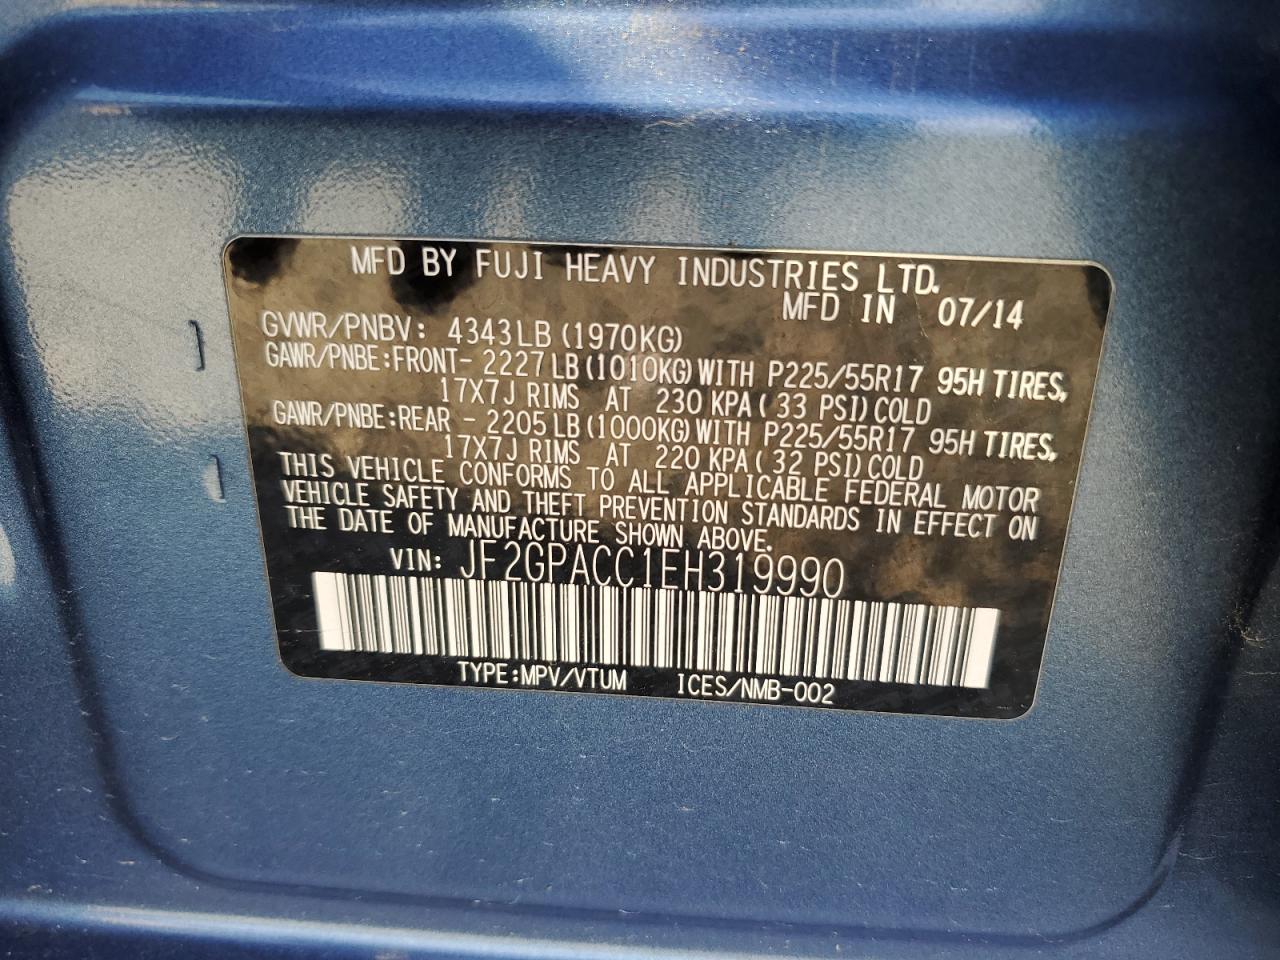 MFD BY FUJI HEAVY INDUSTRIES LTD.
MFD IN 07/14
GVWR/PNBV: 4343LB (1970KG)
GAWR/PNBE:FRONT- 2227LB(1010KG)WITH P225/55R17 95H TIRES,
17X7J RIMS AT 230 KPA( 33 PSI)COLD
GAWR/PNBE:REAR - 2205LB(1000KG)WITH P225/55R17 95H TIRES,
17X7J RIMS AT 220 KPA( 32 PSI)COLD
THIS VEHICLE CONFORMS TO ALL APPLICABLE FEDERAL MOTOR
VEHICLE SAFETY AND THEFT PREVENTION STANDARDS IN EFFECT ON
THE DATE OF MANUFACTURE SHOWN ABOVE.
VIN: JF2GPACC1EH319990
TYPE:MPV/VTUM ICES/NMB-002